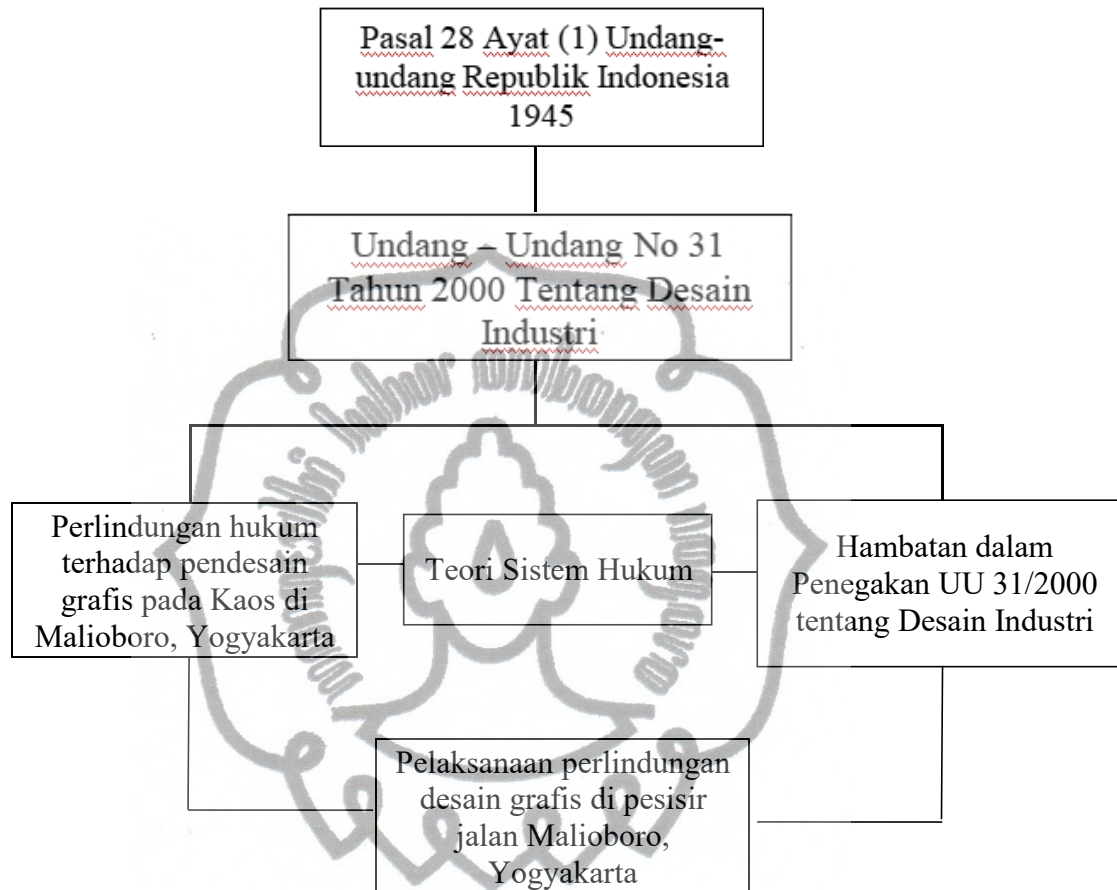 Pasal 28 Ayat (1) Undang-
undang Republik Indonesia
1945
Undang – Undang No 31
Tahun 2000 Tentang Desain
Industri
Perlindungan hukum
terhadap pendesain
grafis pada Kaos di
Malioboro, Yogyakarta
Teori Sistem Hukum
Hambatan dalam
Penegakan UU 31/2000
tentang Desain Industri
Pelaksanaan perlindungan
desain grafis di pesisir
jalan Malioboro,
Yogyakarta